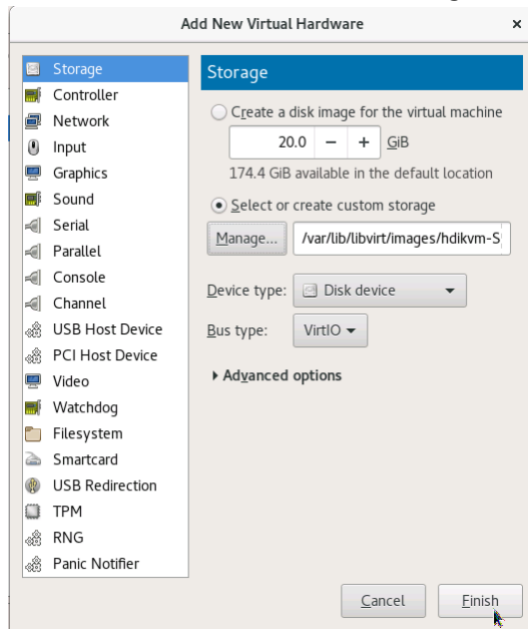 Add New Virtual Hardware ×
Storage
Controller
Network
Input
Graphics
Sound
Serial
Parallel
Console
Channel
USB Host Device
PCI Host Device
Video
Watchdog
Filesystem
Smartcard
USB Redirection
TPM
RNG
Panic Notifier
Storage
Create a disk image for the virtual machine
20.0 − + GiB
174.4 GiB available in the default location
Select or create custom storage
Manage... /var/lib/libvirt/images/hdikvm-S
Device type: Disk device
Bus type: VirtIO
Advanced options
Cancel Finish